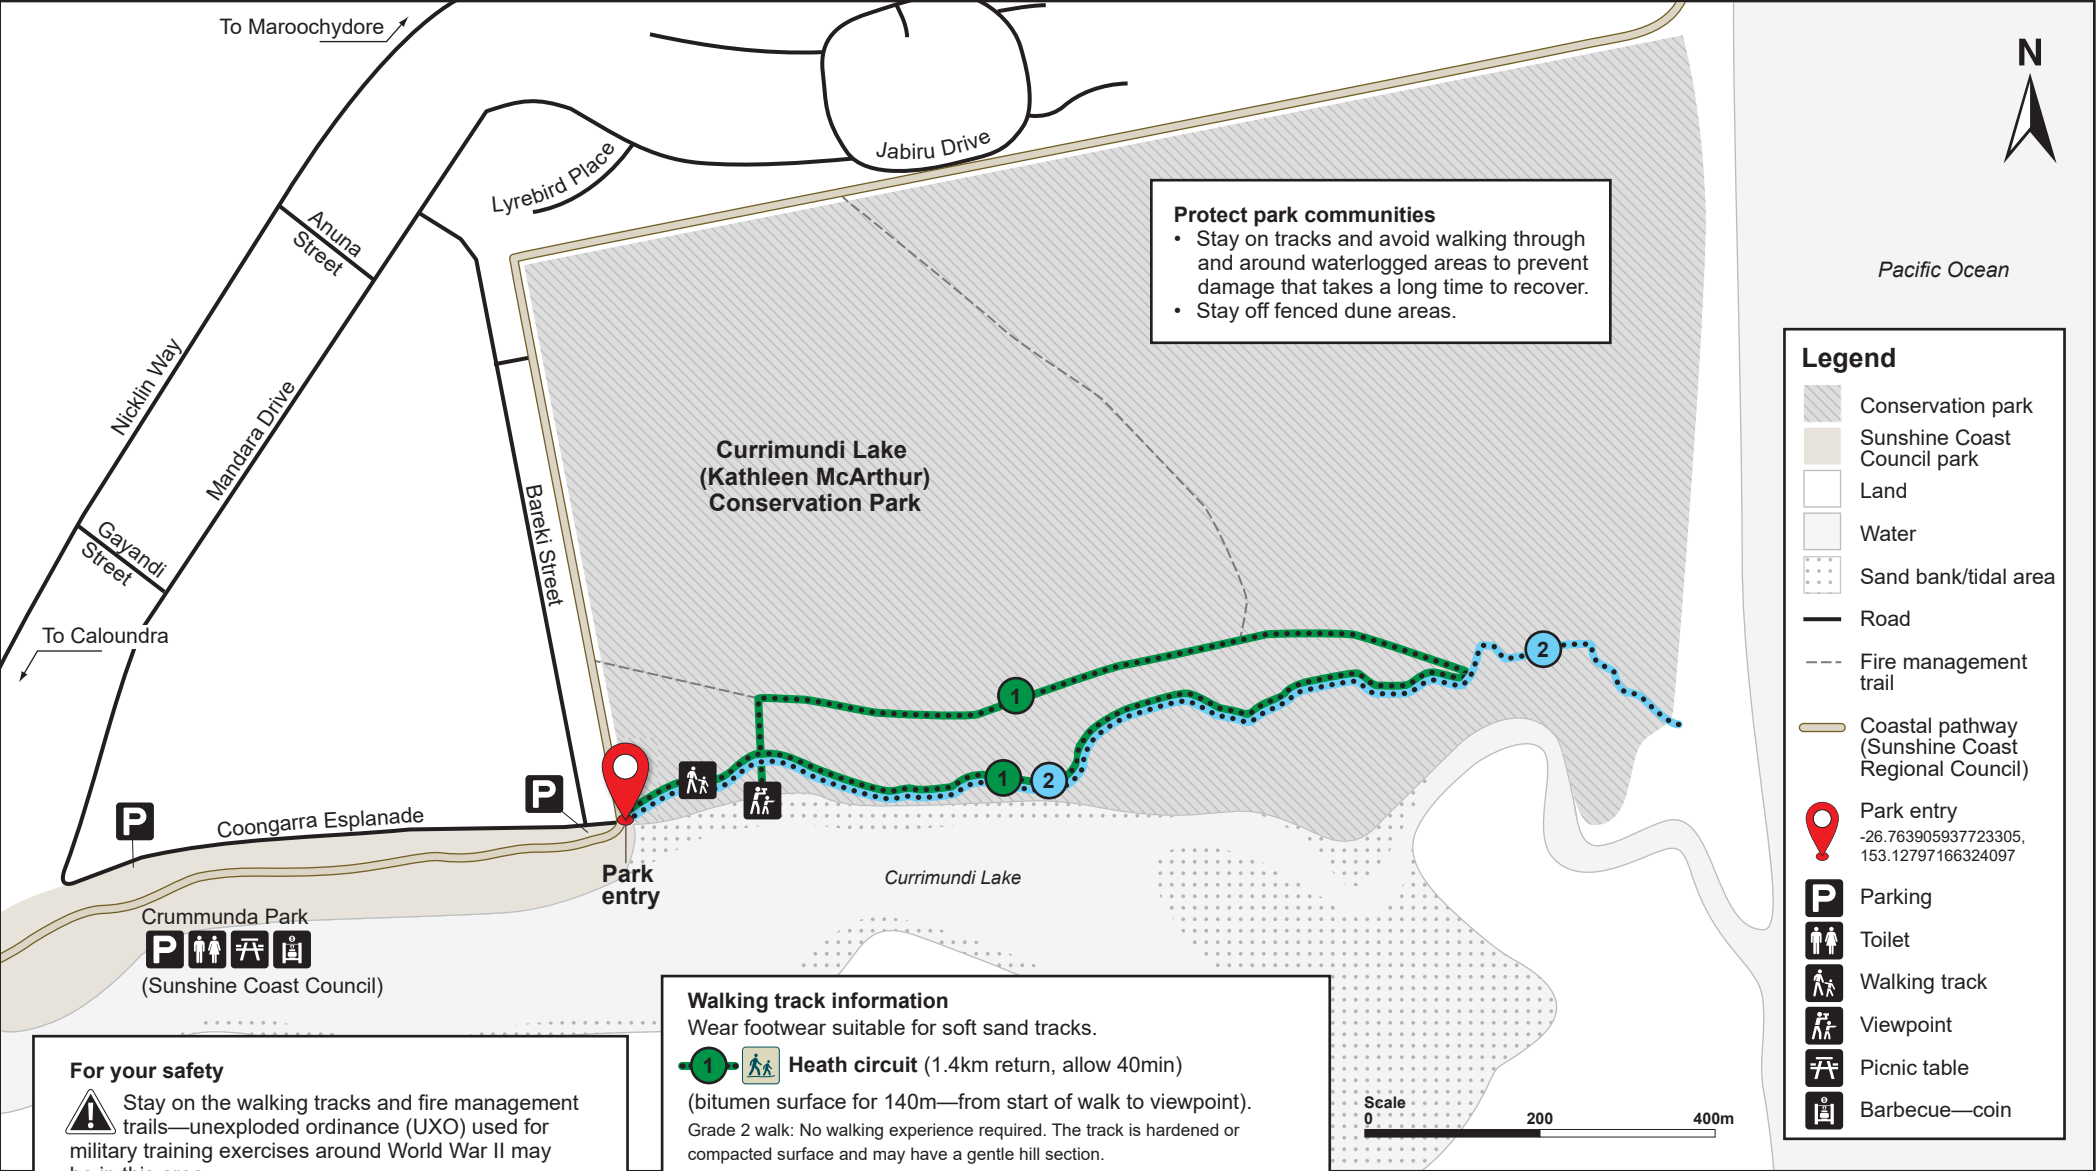 To Maroochydore
N
Jabiru Drive
Lyrebird Place
Anuna
Street
Protect park communities
• Stay on tracks and avoid walking through
and around waterlogged areas to prevent
damage that takes a long time to recover.
• Stay off fenced dune areas.
Pacific Ocean
Nicklin Way
Mandara Drive
Currimundi Lake
(Kathleen McArthur)
Conservation Park
Bareki Street
Gayandi
Street
To Caloundra
1
2
1
2
P
P
Coongarra Esplanade
Park
entry
Currimundi Lake
Crummunda Park
P
(Sunshine Coast Council)
Legend
Conservation park
Sunshine Coast
Council park
Land
Water
Sand bank/tidal area
Road
Fire management
trail
Coastal pathway
(Sunshine Coast
Regional Council)
Park entry
-26.763905937723305,
153.12797166324097
P Parking
Toilet
Walking track
Viewpoint
Picnic table
Barbecue—coin
For your safety
Stay on the walking tracks and fire management
trails—unexploded ordinance (UXO) used for
military training exercises around World War II may
be in this area.
Walking track information
Wear footwear suitable for soft sand tracks.
1 Heath circuit (1.4km return, allow 40min)
(bitumen surface for 140m—from start of walk to viewpoint).
Grade 2 walk: No walking experience required. The track is hardened or
compacted surface and may have a gentle hill section.
Scale
0 200 400m